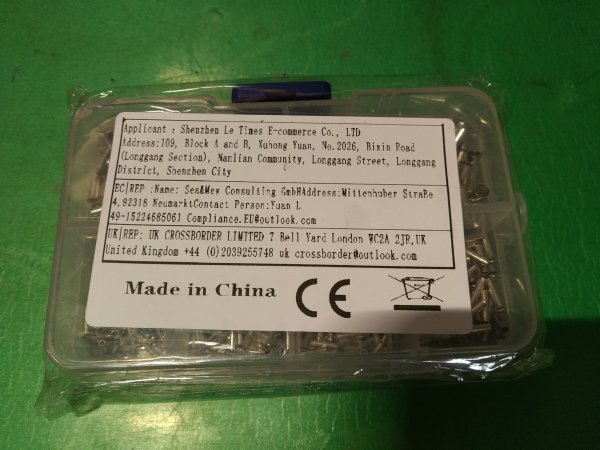 Applicant : Shenzhen Le Times E-commerce Co., LTD
Address:109, Block A and B, Xuhong Yuan, No.2026, Bixin Road
(Longgang Section), Nanlian Community, Longgang Street, Longgang
District, Shenzhen City
EC|REP :Name: Sea&Mew Consulting GmbHAddress:Mittenhuber StraBe
4,92318 NeumarktContact Person:Yuan L
49-15224685061 Compliance.EU@outlook.com
UK|REP: UK CROSSBORDER LIMITED 7 Bell Yard London WC2A 2JR,UK
United Kingdom +44 (0)2039255748 uk crossborder@outlook.com
Made in China CE